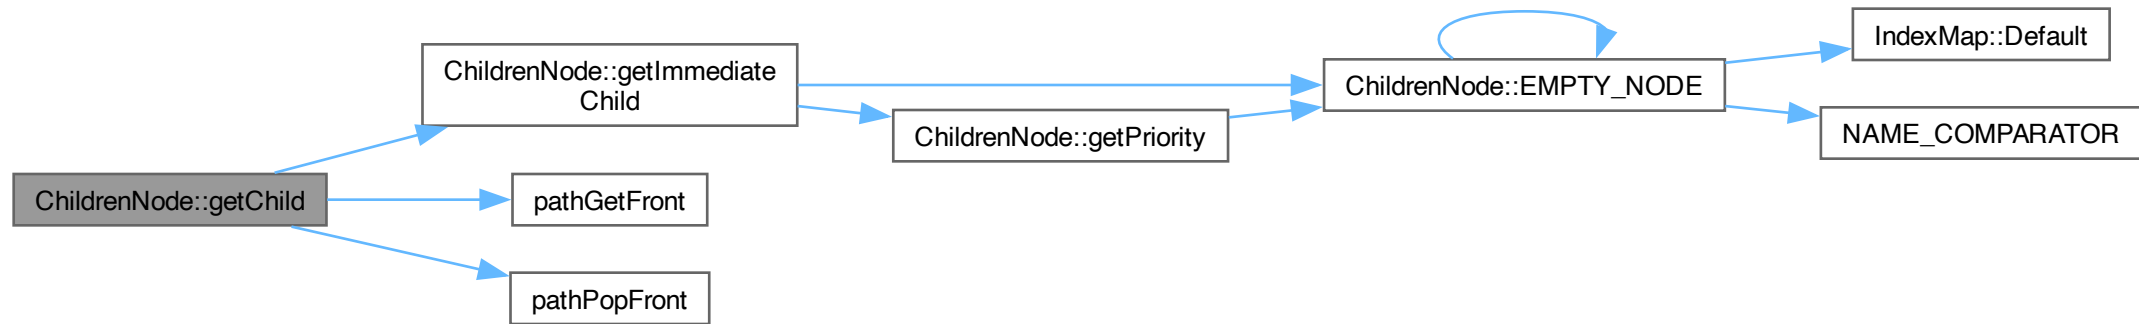 ChildrenNode::getChild
ChildrenNode::getImmediate
Child
pathGetFront
pathPopFront
ChildrenNode::getPriority
ChildrenNode::EMPTY_NODE
IndexMap::Default
NAME_COMPARATOR